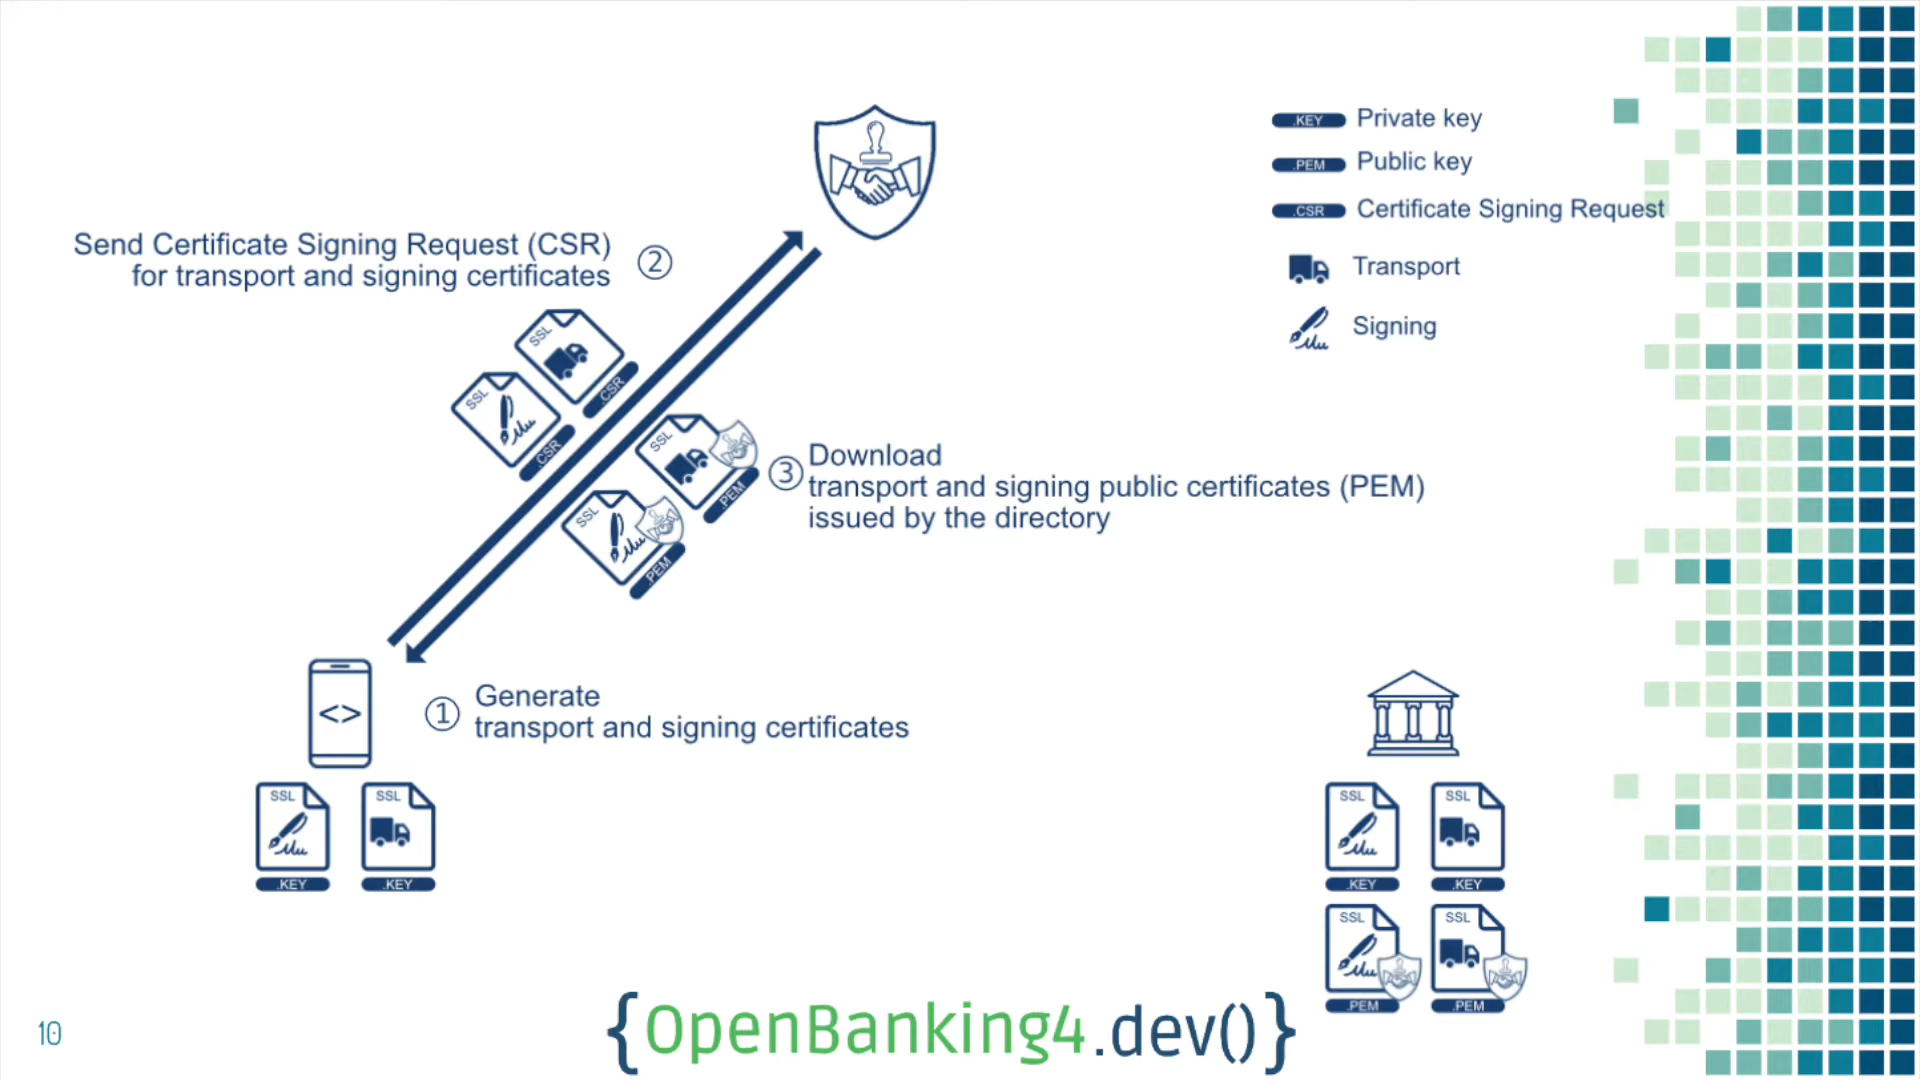 .KEY Private key
.PEM Public key
.CSR Certificate Signing Request
Transport
Signing
Send Certificate Signing Request (CSR)
for transport and signing certificates
②
SSL
.CSR
SSL
.CSR
SSL
.PEM
SSL
.PEM
③
Download
transport and signing public certificates (PEM)
issued by the directory
<>
①
Generate
transport and signing certificates
SSL
.KEY
SSL
.KEY
SSL
.KEY
SSL
.KEY
SSL
.PEM
SSL
.PEM
{OpenBanking4.dev()}
10